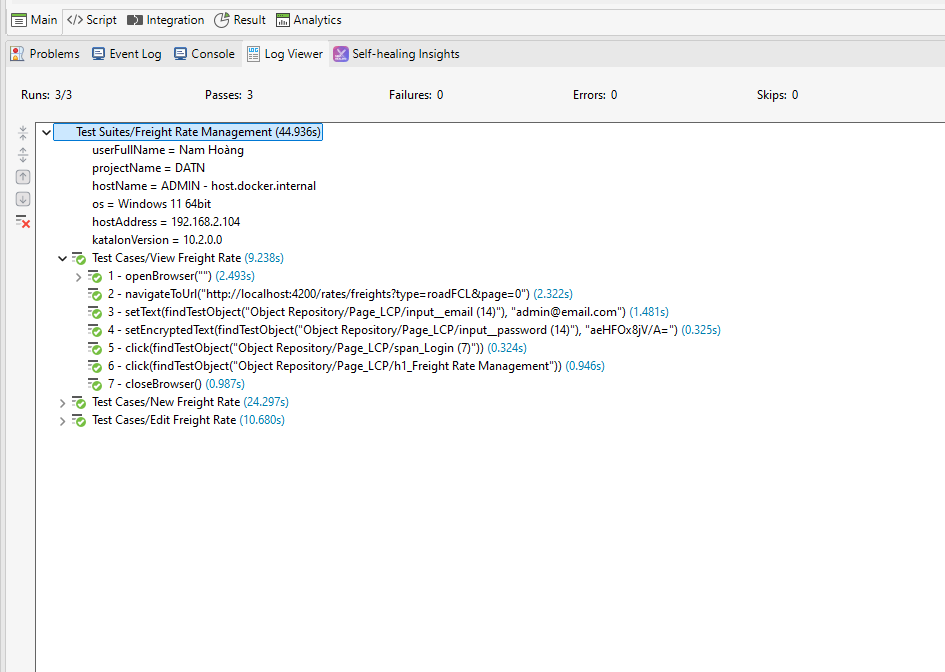 Main </> Script Integration Result Analytics
Problems Event Log Console Log Viewer Self-healing Insights
Runs: 3/3 Passes: 3 Failures: 0 Errors: 0 Skips: 0
Test Suites/Freight Rate Management (44.936s)
userFullName = Nam Hoàng
projectName = DATN
hostName = ADMIN - host.docker.internal
os = Windows 11 64bit
hostAddress = 192.168.2.104
katalonVersion = 10.2.0.0
Test Cases/View Freight Rate (9.238s)
1 - openBrowser("") (2.493s)
2 - navigateToUrl("http://localhost:4200/rates/freights?type=roadFCL&page=0") (2.322s)
3 - setText(findTestObject("Object Repository/Page_LCP/input__email (14)"), "admin@email.com") (1.481s)
4 - setEncryptedText(findTestObject("Object Repository/Page_LCP/input__password (14)"), "aeHFOx8jV/A=") (0.325s)
5 - click(findTestObject("Object Repository/Page_LCP/span_Login (7)")) (0.324s)
6 - click(findTestObject("Object Repository/Page_LCP/h1_Freight Rate Management")) (0.946s)
7 - closeBrowser() (0.987s)
Test Cases/New Freight Rate (24.297s)
Test Cases/Edit Freight Rate (10.680s)